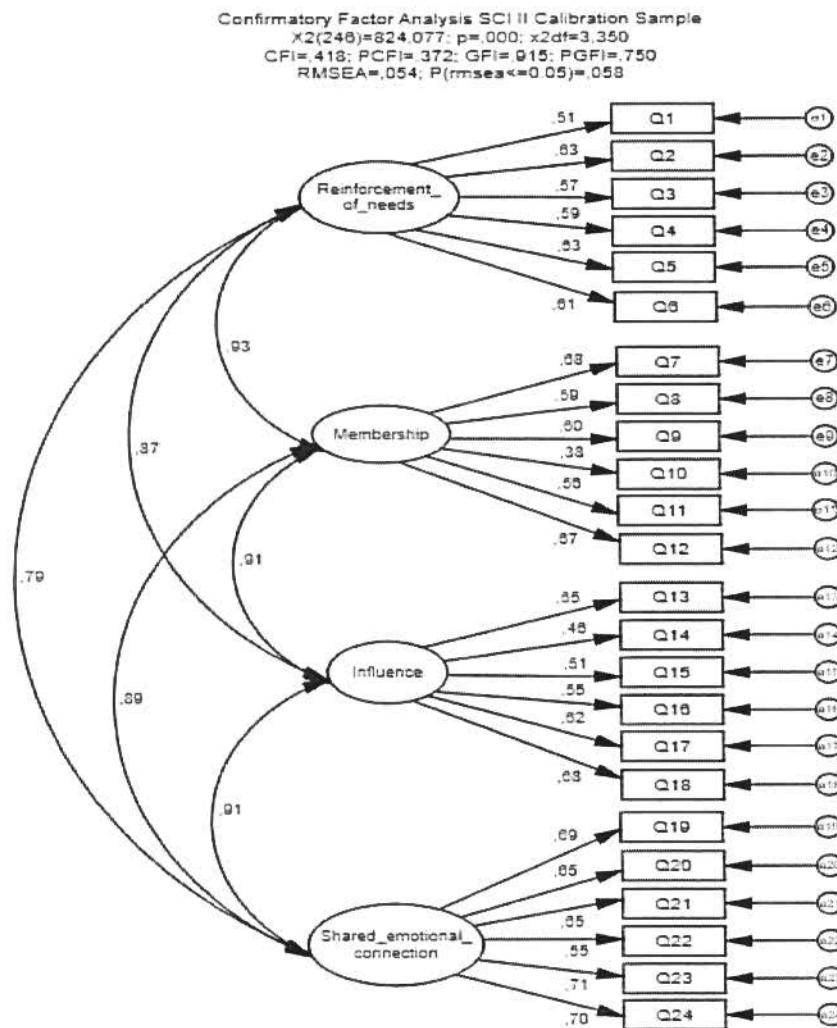 Confirmatory Factor Analysis SCI II Calibration Sample
X2(246)=824,077; p=,000; x2df=3,350
CFI=,418; PCFI=,372; GFI=,915; PGFI=,750
RMSEA=,054; P(rmsea<=0.05)=,058
,51 Q1 e1
,63 Q2 e2
Reinforcement_
of_needs
,57 Q3 e3
,59 Q4 e4
,63 Q5 e5
,61 Q6 e6
,93
,68 Q7 e7
,59 Q8 e8
Membership
,60 Q9 e9
,38 Q10
,56 Q11
,67 Q12
,87
,79
,91
,65 Q13
,46 Q14
Influence
,51 Q15
,55 Q16
,62 Q17
,68 Q18
,89
,91
,69 Q19
,65 Q20
,65 Q21
Shared_emotional_
connection
,55 Q22
,71 Q23
,70 Q24